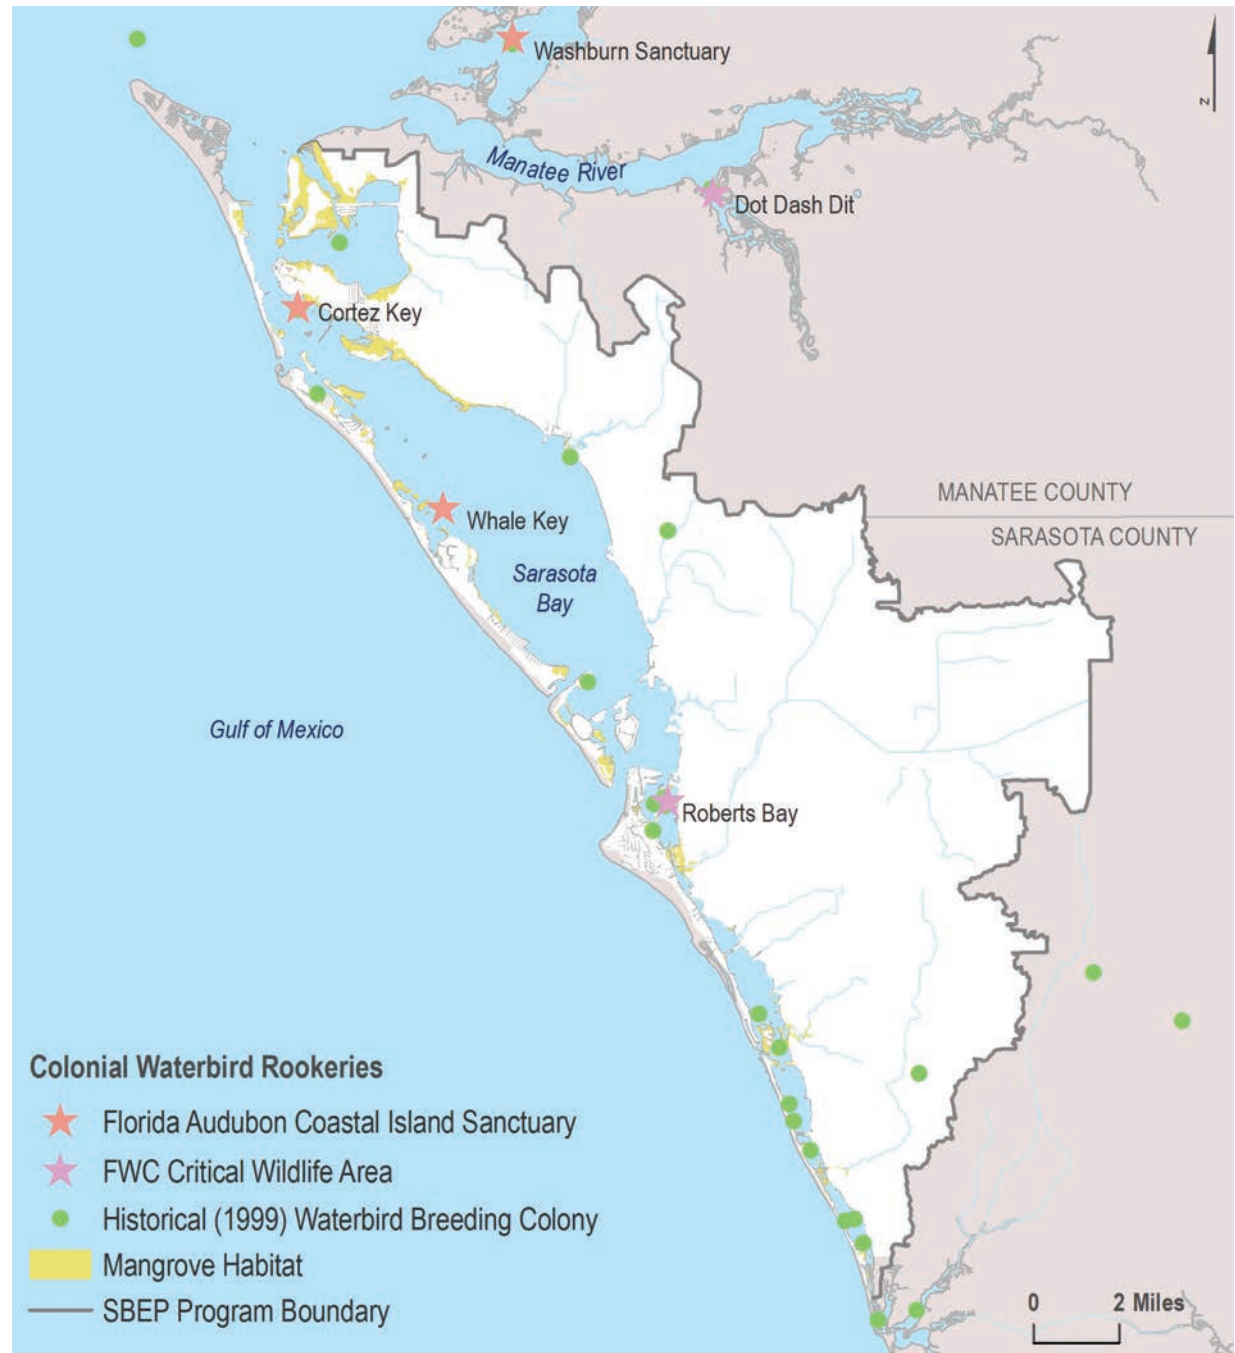 Washburn Sanctuary
Manatee River
Dot Dash Dit
Cortez Key
MANATEE COUNTY
SARASOTA COUNTY
Whale Key
Sarasota
Bay
Gulf of Mexico
Roberts Bay
Colonial Waterbird Rookeries
Florida Audubon Coastal Island Sanctuary
FWC Critical Wildlife Area
Historical (1999) Waterbird Breeding Colony
Mangrove Habitat
SBEP Program Boundary
0 2 Miles
N